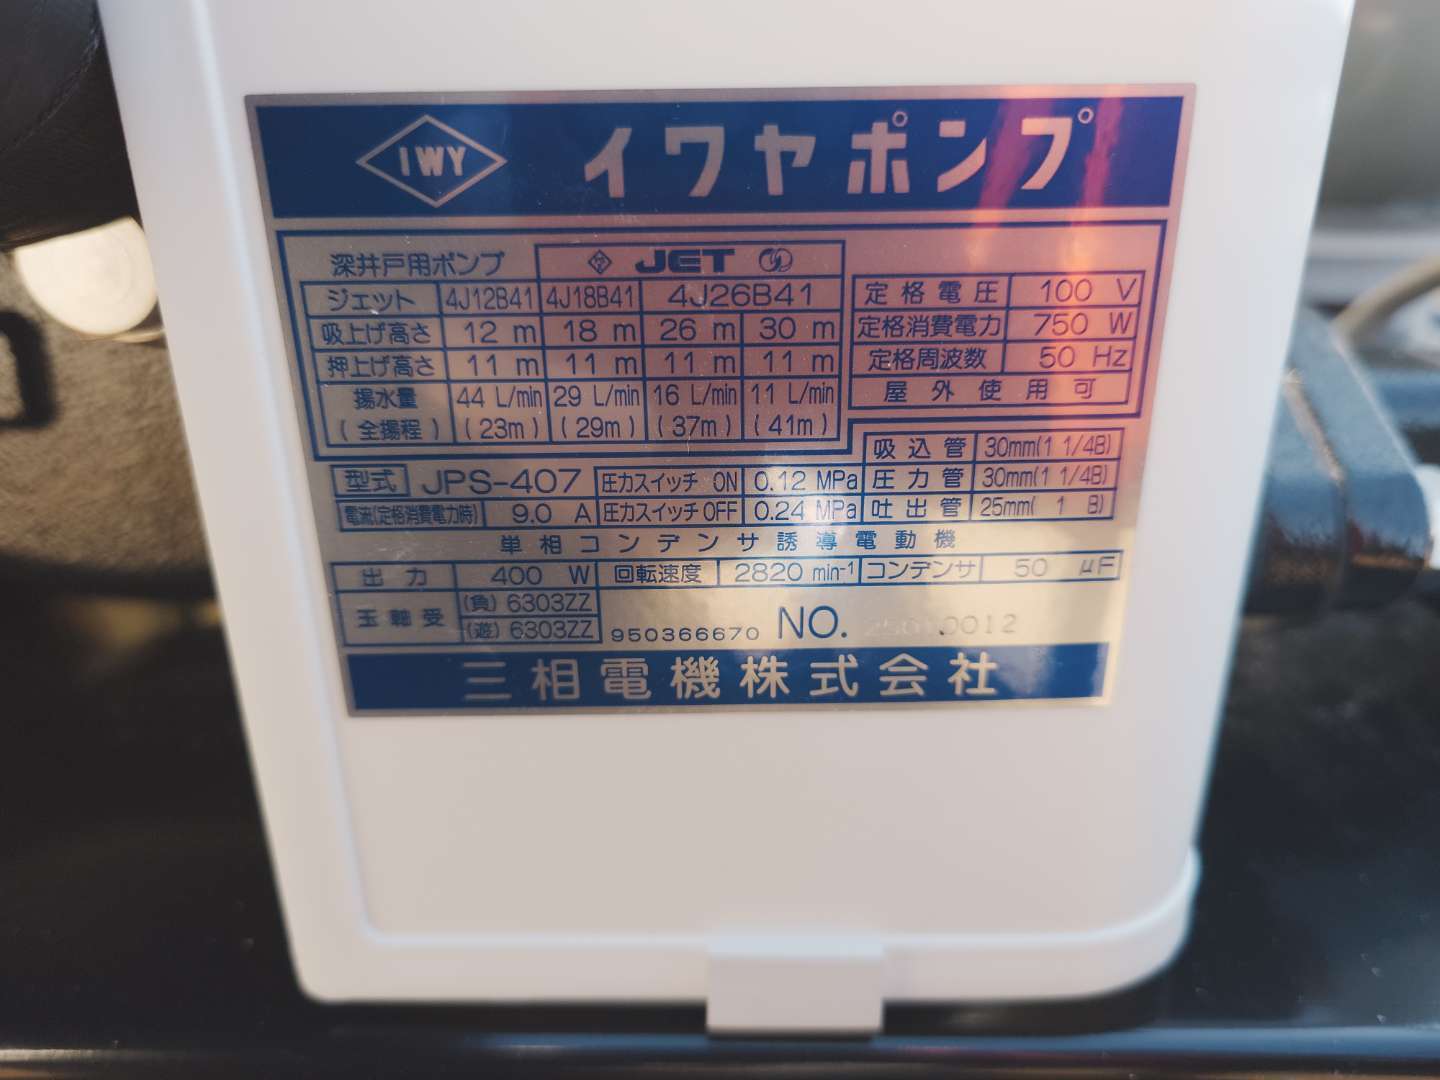 IWY イワヤポンプ
深井戸用ポンプ JET
ジェット 4J12B41 4J18B41 4J26B41
吸上げ高さ 12 m 18 m 26 m 30 m
押上げ高さ 11 m 11 m 11 m 11 m
揚水量 44 L/min 29 L/min 16 L/min 11 L/min
(全揚程) (23m) (29m) (37m) (41m)
定格電圧 100 V
定格消費電力 750 W
定格周波数 50 Hz
屋外使用可
吸込管 30mm(1 1/4B)
圧力管 30mm(1 1/4B)
吐出管 25mm( 1 B)
型式 JPS-407 圧力スイッチ ON 0.12 MPa
電流(定格消費電力時) 9.0 A 圧力スイッチ OFF 0.24 MPa
単相コンデンサ誘導電動機
出力 400 W 回転速度 2820 min-1 コンデンサ 50 μF
玉軸受 (負) 6303ZZ
(遊) 6303ZZ
950366670 NO.
三相電機株式会社